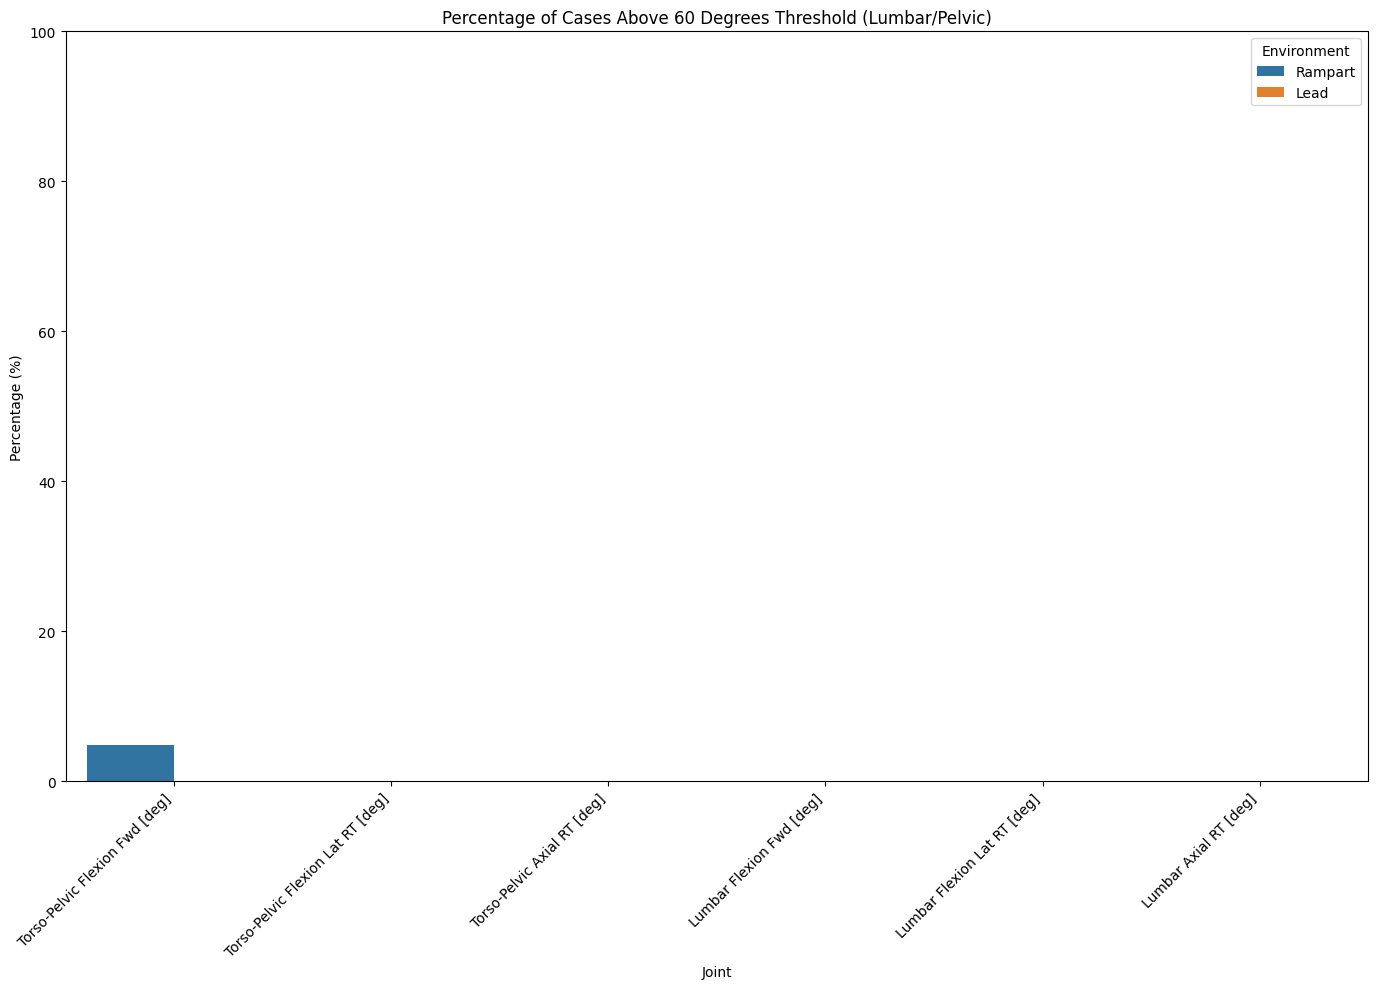 Percentage of Cases Above 60 Degrees Threshold (Lumbar/Pelvic)
Environment
Rampart
Lead
100
80
60
40
20
0
Percentage (%)
Torso-Pelvic Flexion Fwd [deg]
Torso-Pelvic Flexion Lat RT [deg]
Torso-Pelvic Axial RT [deg]
Lumbar Flexion Fwd [deg]
Lumbar Flexion Lat RT [deg]
Lumbar Axial RT [deg]
Joint